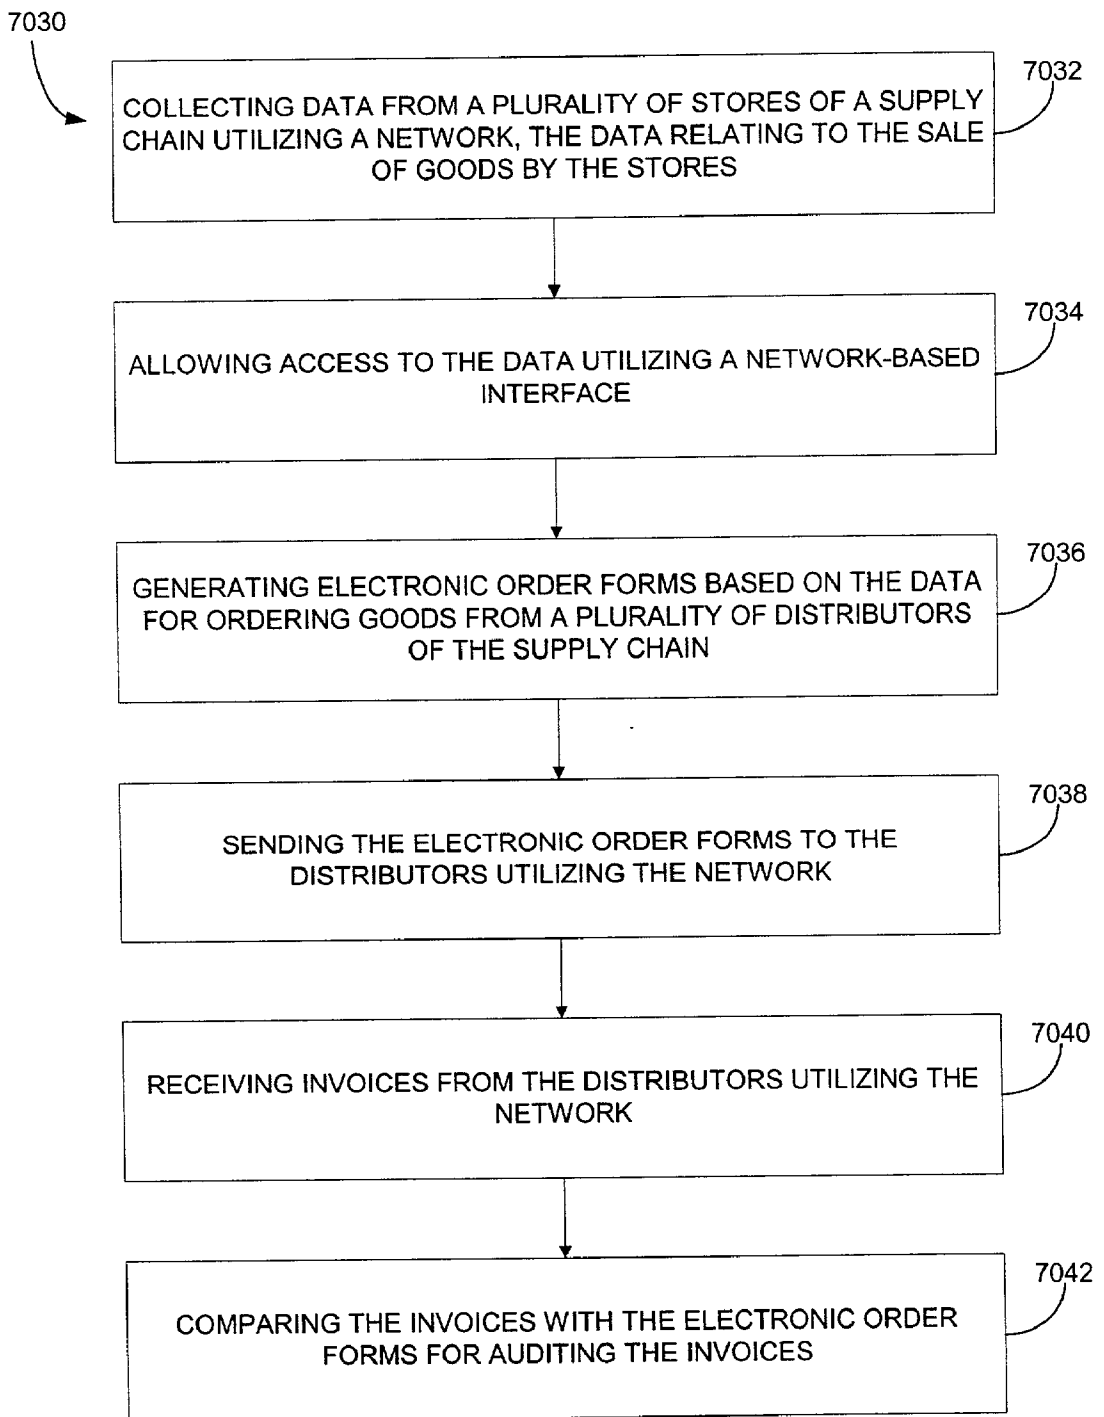 7030
7032
COLLECTING DATA FROM A PLURALITY OF STORES OF A SUPPLY
CHAIN UTILIZING A NETWORK, THE DATA RELATING TO THE SALE
OF GOODS BY THE STORES
7034
ALLOWING ACCESS TO THE DATA UTILIZING A NETWORK-BASED
INTERFACE
7036
GENERATING ELECTRONIC ORDER FORMS BASED ON THE DATA
FOR ORDERING GOODS FROM A PLURALITY OF DISTRIBUTORS
OF THE SUPPLY CHAIN
7038
SENDING THE ELECTRONIC ORDER FORMS TO THE
DISTRIBUTORS UTILIZING THE NETWORK
7040
RECEIVING INVOICES FROM THE DISTRIBUTORS UTILIZING THE
NETWORK
7042
COMPARING THE INVOICES WITH THE ELECTRONIC ORDER
FORMS FOR AUDITING THE INVOICES